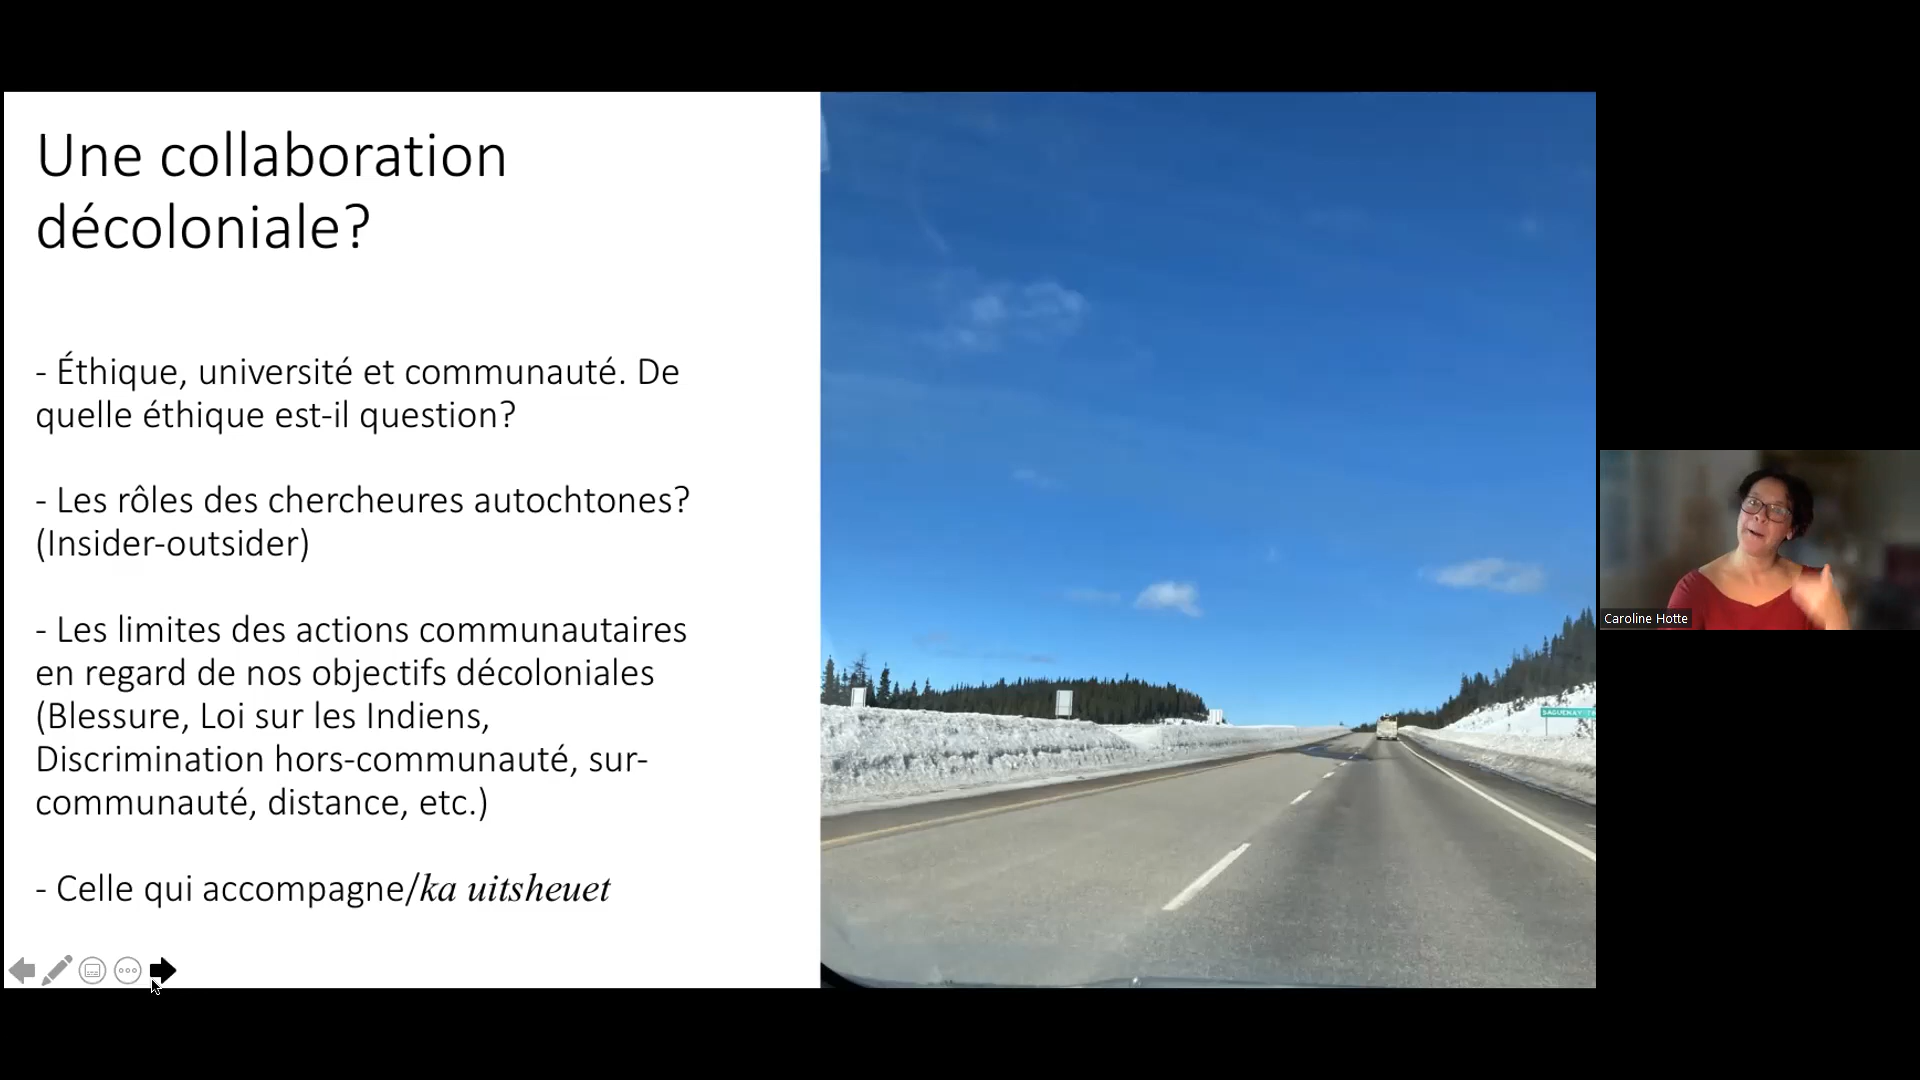 Une collaboration
décoloniale?
- Éthique, université et communauté. De
quelle éthique est-il question?
- Les rôles des chercheures autochtones?
(Insider-outsider)
- Les limites des actions communautaires
en regard de nos objectifs décoloniales
(Blessure, Loi sur les Indiens,
Discrimination hors-communauté, sur-
communauté, distance, etc.)
- Celle qui accompagne/ka uitsheuet
SAGUENAY
Caroline Hotte